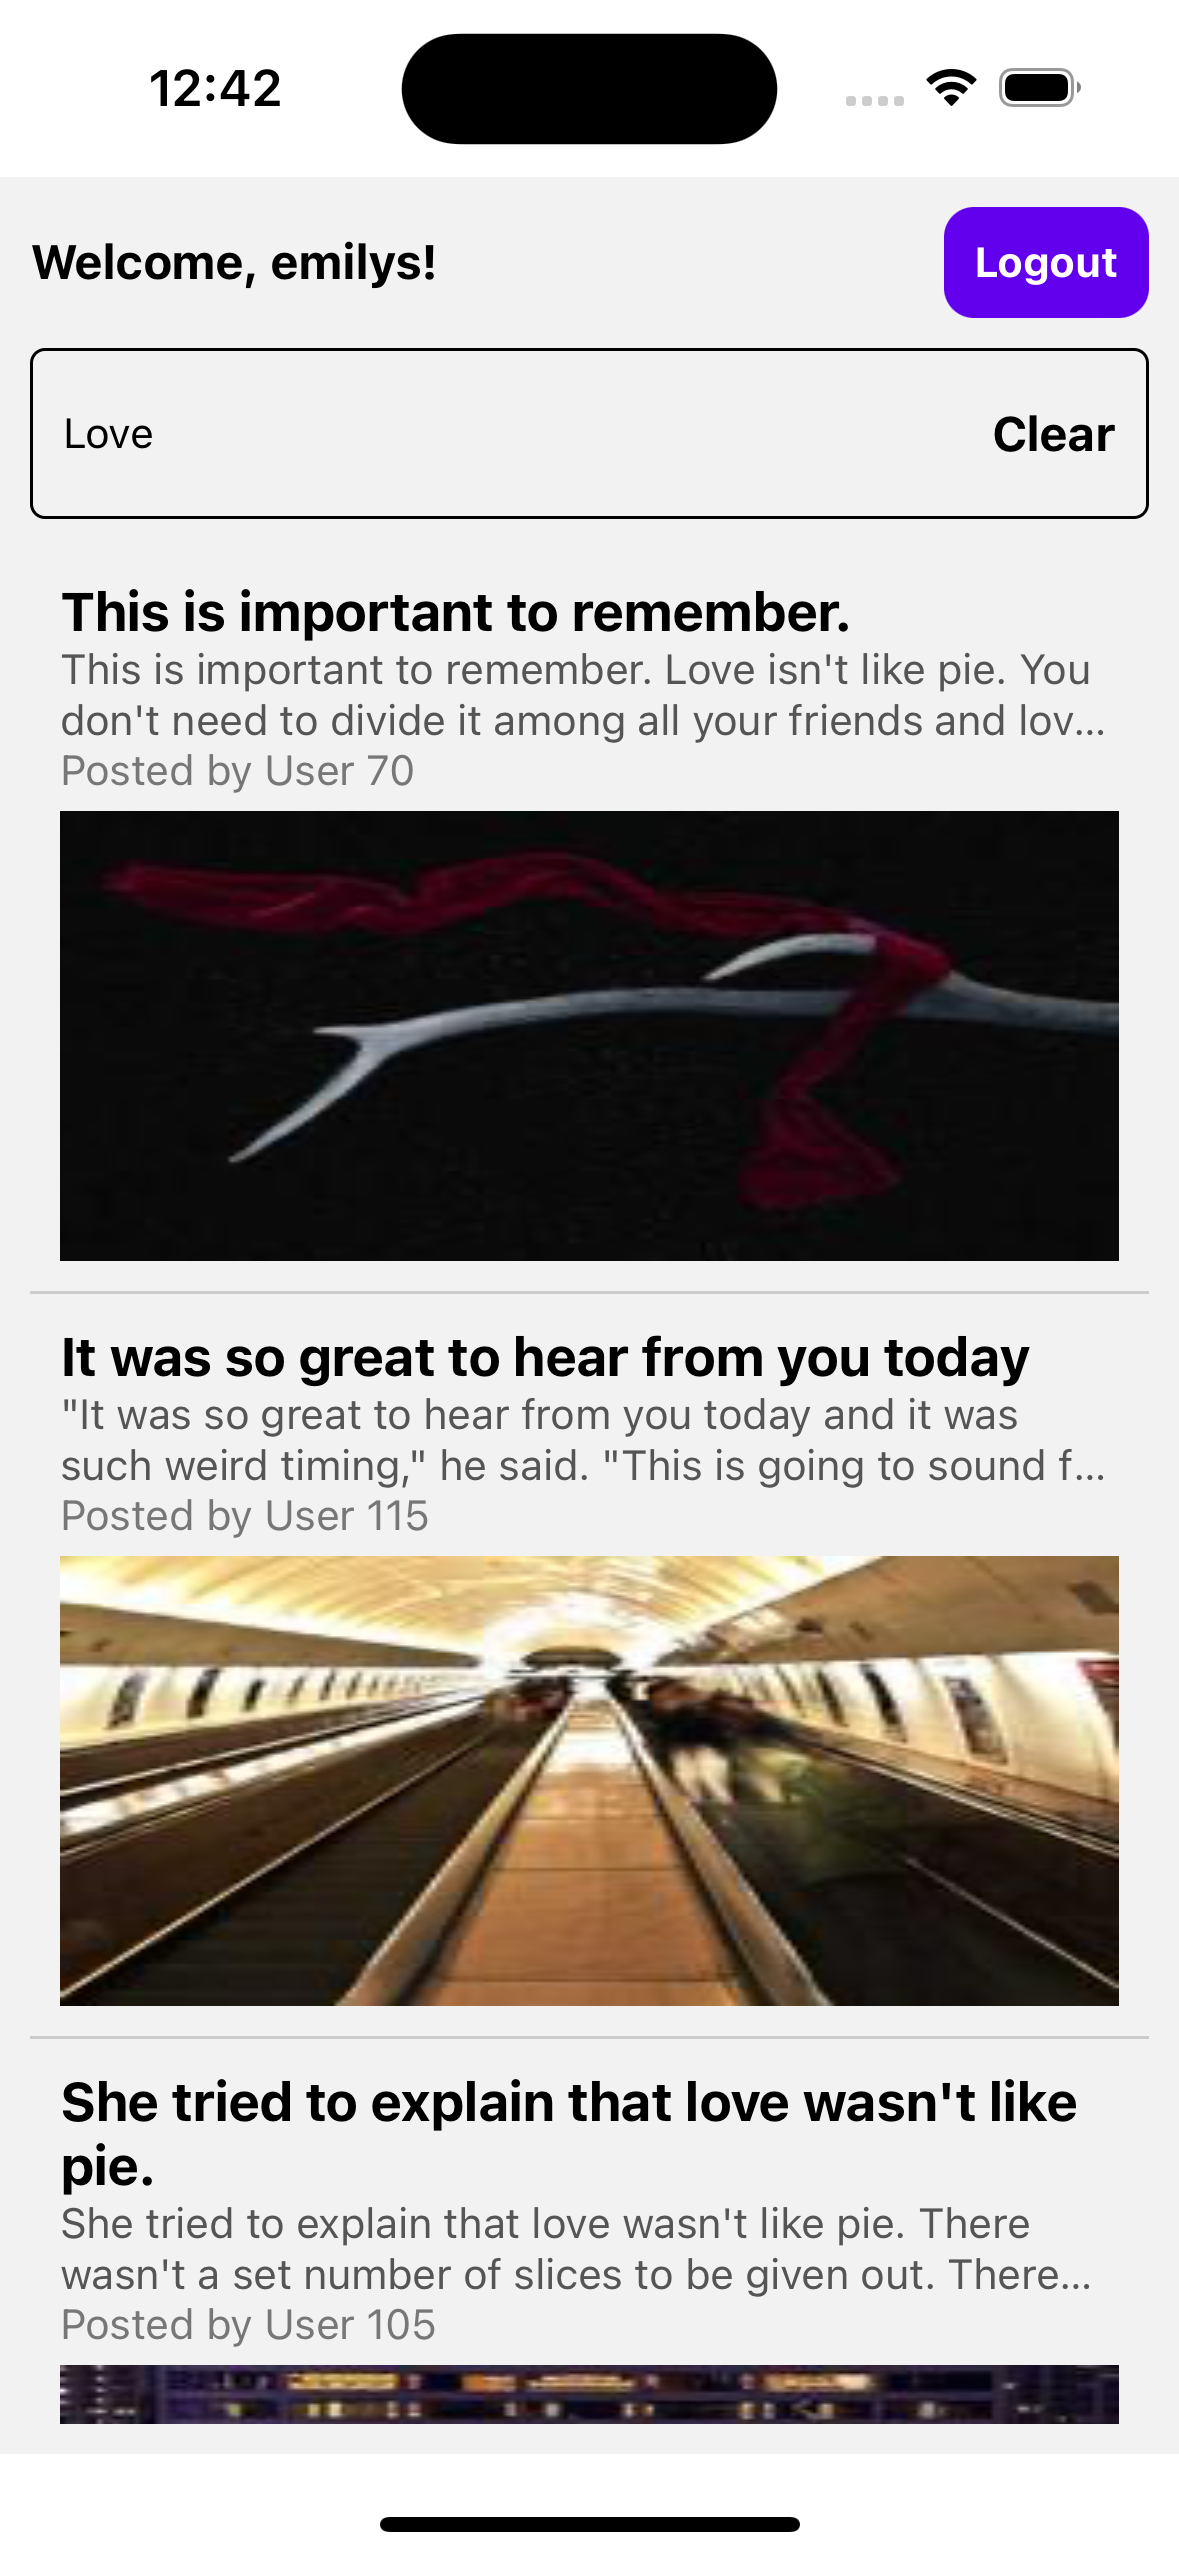 12:42
Welcome, emilys!
Logout
Love
Clear
This is important to remember.
This is important to remember. Love isn't like pie. You
don't need to divide it among all your friends and lov...
Posted by User 70
It was so great to hear from you today
"It was so great to hear from you today and it was
such weird timing," he said. "This is going to sound f...
Posted by User 115
She tried to explain that love wasn't like
pie.
She tried to explain that love wasn't like pie. There
wasn't a set number of slices to be given out. There...
Posted by User 105